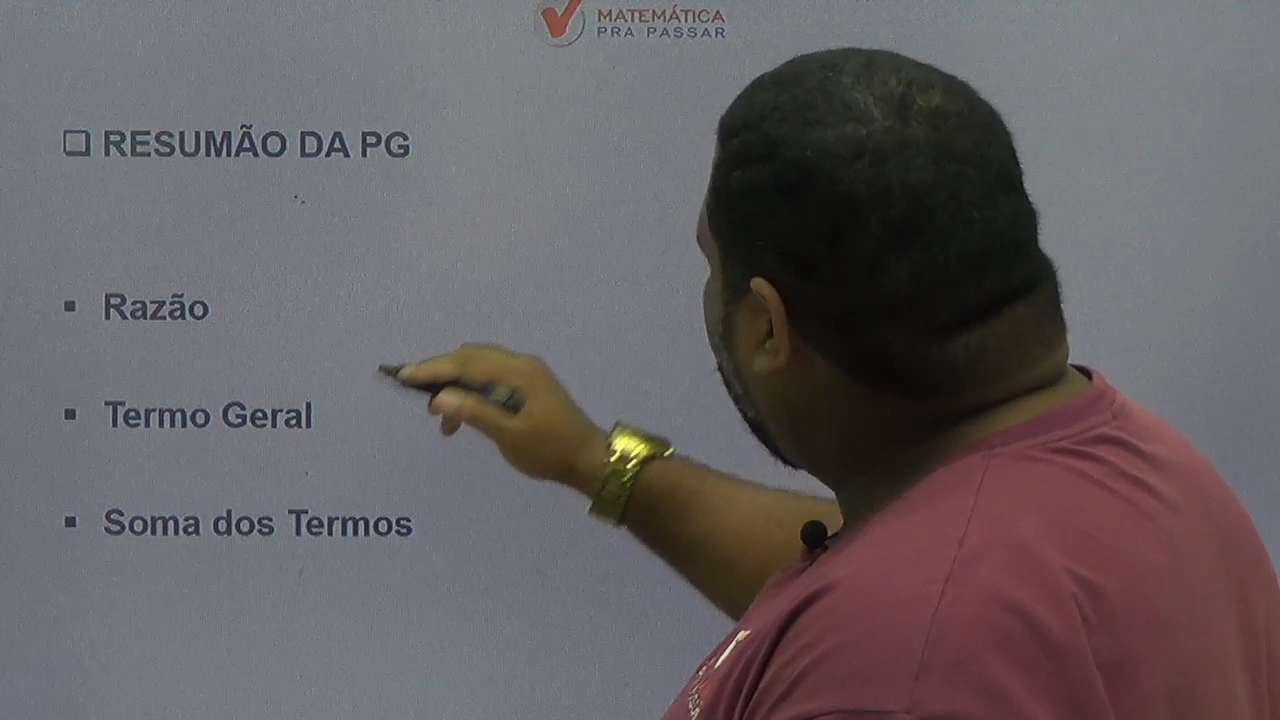 MATEMÁTICA
PRA PASSAR
❑ RESUMÃO DA PG
▪ Razão
▪ Termo Geral
▪ Soma dos Termos